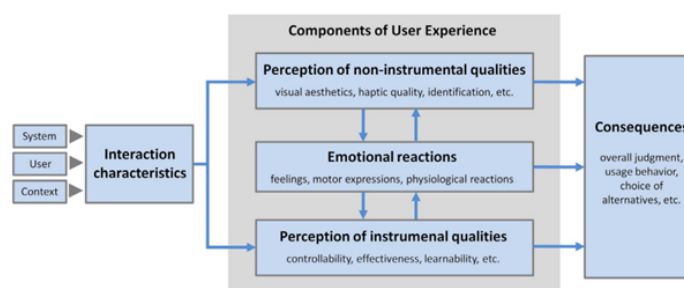 Components of User Experience
Perception of non-instrumental qualities
visual aesthetics, haptic quality, identification, etc.
System
User
Context
Interaction
characteristics
Emotional reactions
feelings, motor expressions, physiological reactions
Perception of instrumenal qualities
controllability, effectiveness, learnability, etc.
Consequences
overall judgment,
usage behavior,
choice of
alternatives, etc.